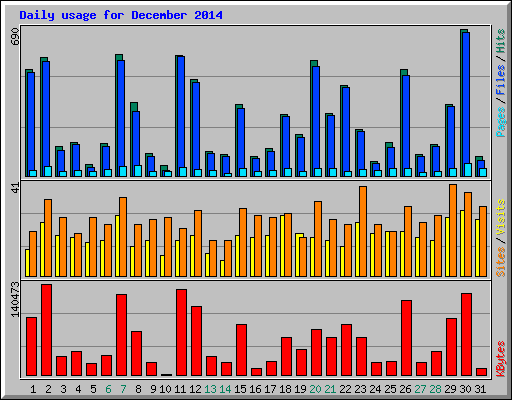 Daily usage for December 2014
690
Pages / Files / Hits
41
Sites / Visits
140473
KBytes
1 2 3 4 5 6 7 8 9 10 11 12 13 14 15 16 17 18 19 20 21 22 23 24 25 26 27 28 29 30 31